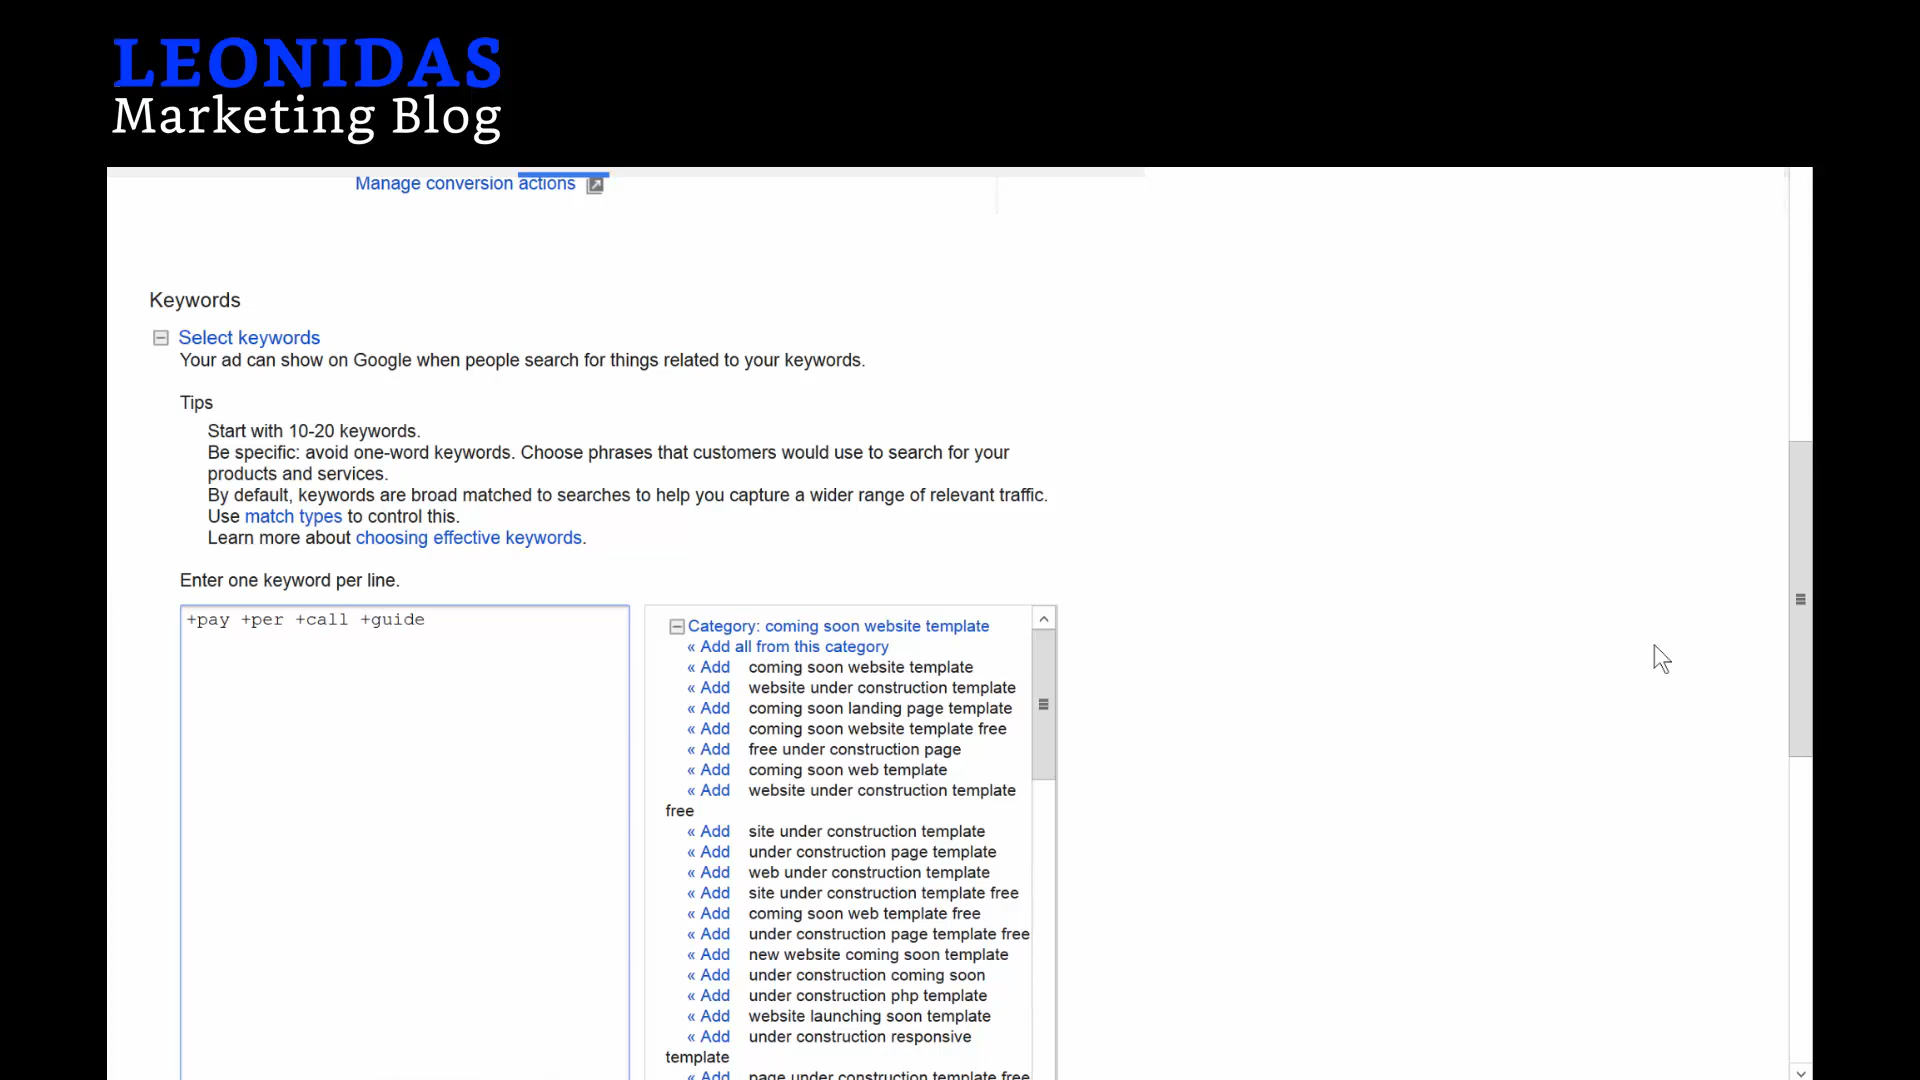 LEONIDAS
Marketing Blog
Manage conversion actions
Keywords
Select keywords
Your ad can show on Google when people search for things related to your keywords.
Tips
Start with 10-20 keywords.
Be specific: avoid one-word keywords. Choose phrases that customers would use to search for your
products and services.
By default, keywords are broad matched to searches to help you capture a wider range of relevant traffic.
Use match types to control this.
Learn more about choosing effective keywords.
Enter one keyword per line.
+pay +per +call +guide
Category: coming soon website template
« Add all from this category
« Add coming soon website template
« Add website under construction template
« Add coming soon landing page template
« Add coming soon website template free
« Add free under construction page
« Add coming soon web template
« Add website under construction template
free
« Add site under construction template
« Add under construction page template
« Add web under construction template
« Add site under construction template free
« Add coming soon web template free
« Add under construction page template free
« Add new website coming soon template
« Add under construction coming soon
« Add under construction php template
« Add website launching soon template
« Add under construction responsive
template
« Add page under construction template free